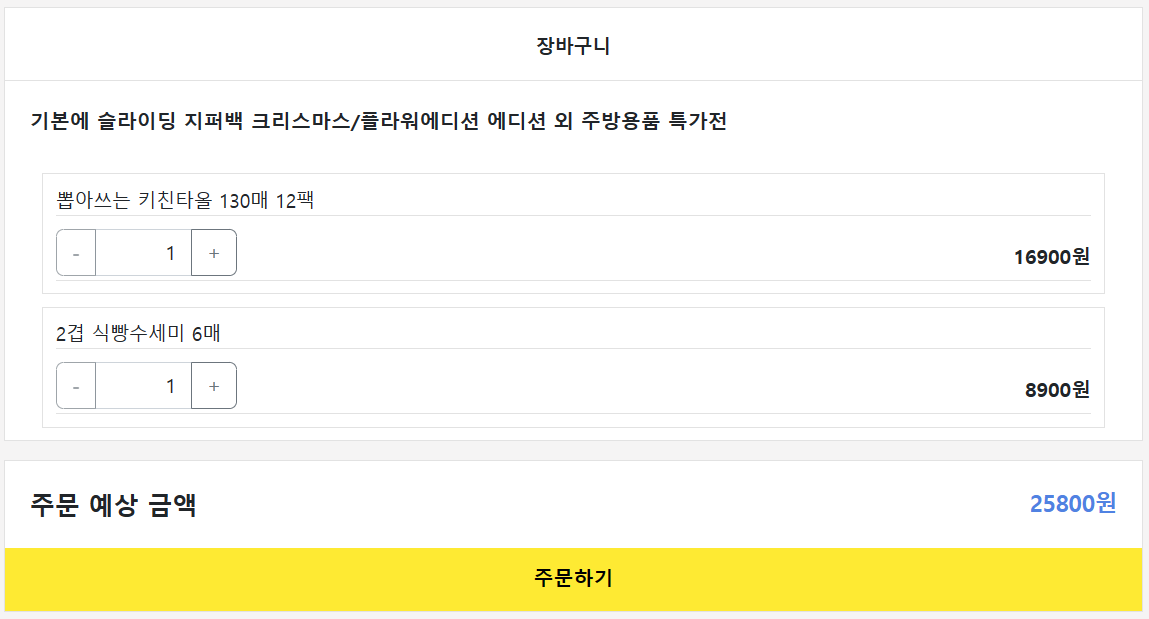 장바구니
기본에 슬라이딩 지퍼백 크리스마스/플라워에디션 에디션 외 주방용품 특가전
뽑아쓰는 키친타올 130매 12팩
- 1 + 16900원
2겹 식빵수세미 6매
- 1 + 8900원
주문 예상 금액 25800원
주문하기